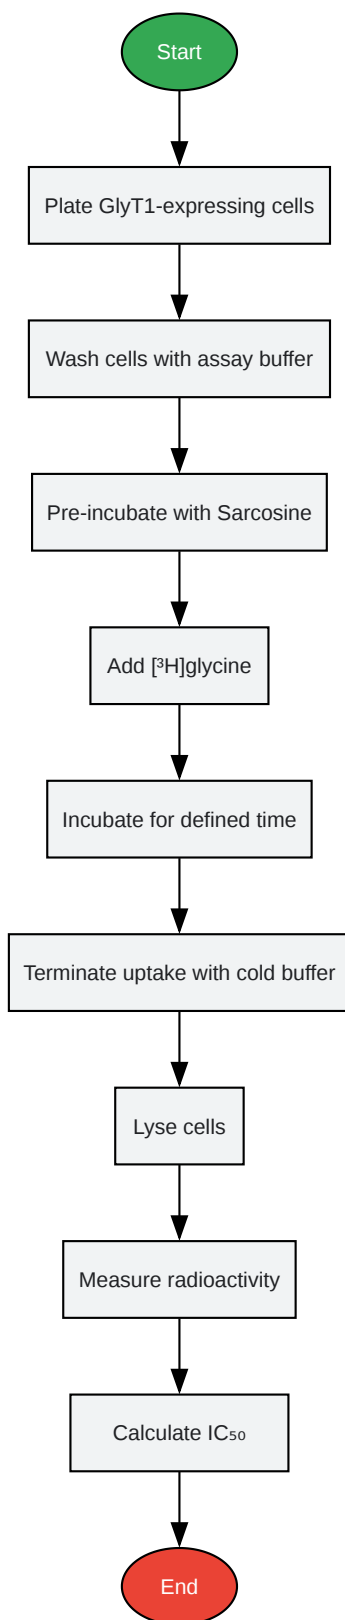 Start
Plate GlyT1-expressing cells
Wash cells with assay buffer
Pre-incubate with Sarcosine
Add [³H]glycine
Incubate for defined time
Terminate uptake with cold buffer
Lyse cells
Measure radioactivity
Calculate IC₅₀
End